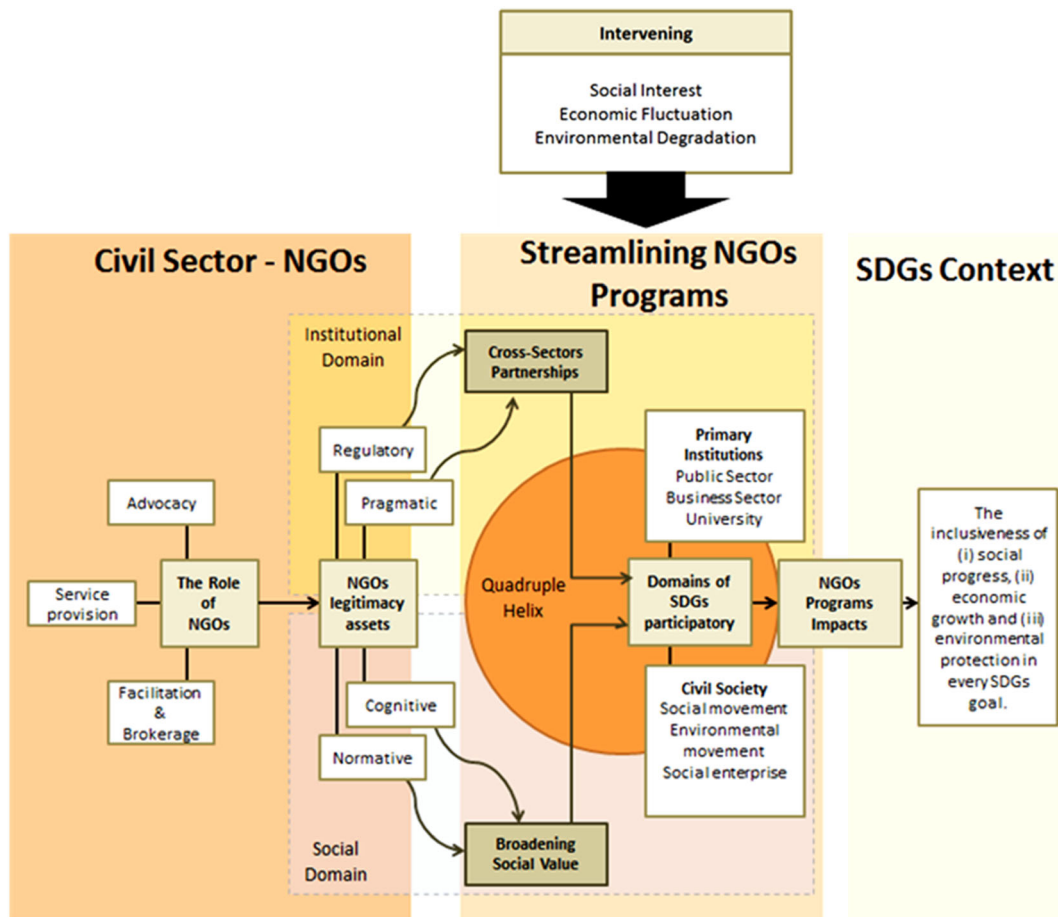 Intervening
Social Interest
Economic Fluctuation
Environmental Degradation
Civil Sector - NGOs
Streamlining NGOs
Programs
SDGs Context
Institutional
Domain
Cross-Sectors
Partnerships
Regulatory
Pragmatic
Primary
Institutions
Public Sector
Business Sector
University
Advocacy
Service
provision
Facilitation
&
Brokerage
The Role
of
NGOs
NGOs
legitimacy
assets
Quadruple
Helix
Domains of
SDGs
participatory
NGOs
Programs
Impacts
The
inclusiveness of
(i) social
progress, (ii)
economic
growth and (iii)
environmental
protection in
every SDGs
goal.
Cognitive
Normative
Civil Society
Social movement
Environmental
movement
Social enterprise
Social
Domain
Broadening
Social Value